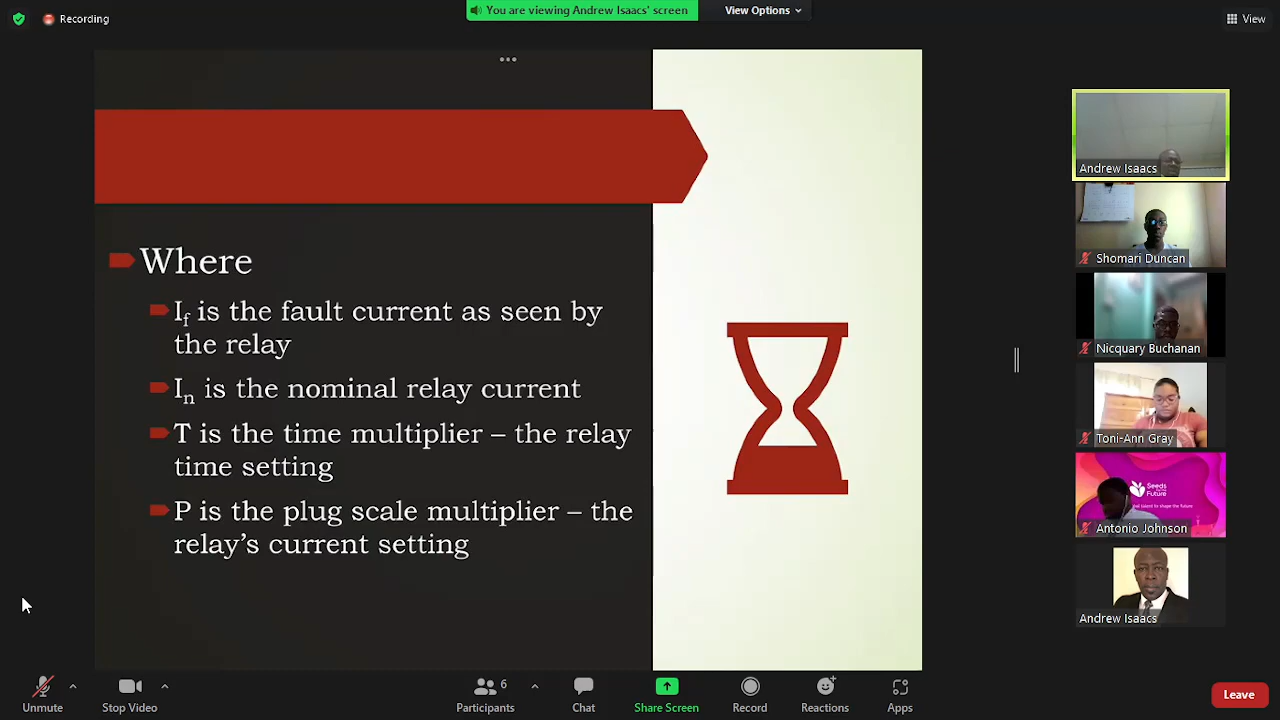 Recording
You are viewing Andrew Isaacs' screen
View Options
View
Where
If is the fault current as seen by
the relay
In is the nominal relay current
T is the time multiplier – the relay
time setting
P is the plug scale multiplier – the
relay's current setting
Andrew Isaacs
Shomari Duncan
Nicquary Buchanan
Toni-Ann Gray
Seeds
Future
Antonio Johnson
Andrew Isaacs
Unmute
Stop Video
Participants
6
Chat
Share Screen
Record
Reactions
Apps
Leave